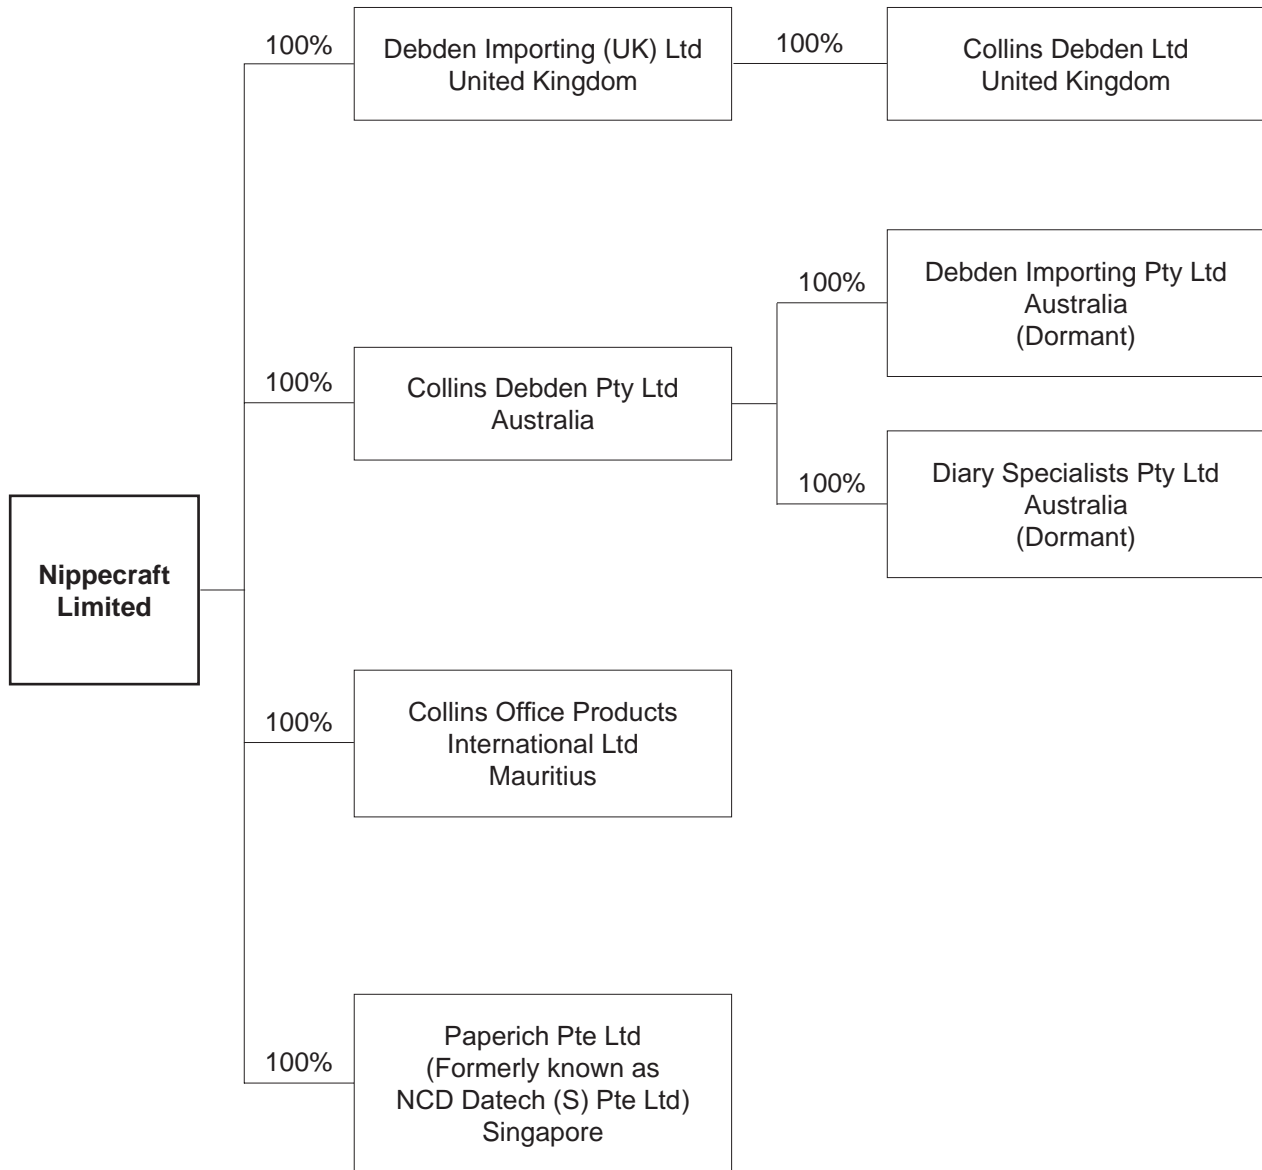 100%
Debden Importing (UK) Ltd
United Kingdom
100%
Collins Debden Ltd
United Kingdom
100%
Collins Debden Pty Ltd
Australia
100%
Debden Importing Pty Ltd
Australia
(Dormant)
100%
Diary Specialists Pty Ltd
Australia
(Dormant)
Nippecraft
Limited
100%
Collins Office Products
International Ltd
Mauritius
100%
Paperich Pte Ltd
(Formerly known as
NCD Datech (S) Pte Ltd)
Singapore